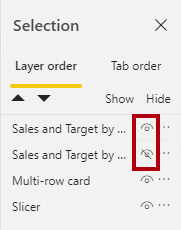 Selection
Layer order Tab order
Show Hide
Sales and Target by ...
Sales and Target by ...
Multi-row card
Slicer